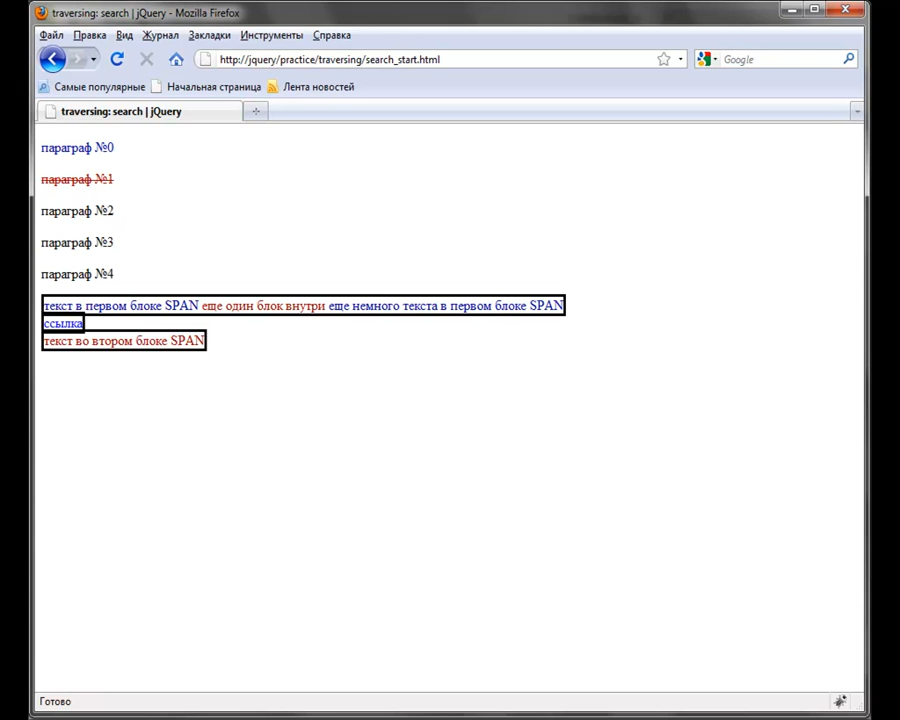 traversing: search | jQuery - Mozilla Firefox
Файл Правка Вид Журнал Закладки Инструменты Справка
http://jquery/practice/traversing/search_start.html Google
Самые популярные Начальная страница Лента новостей
traversing: search | jQuery
параграф №0
параграф №1
параграф №2
параграф №3
параграф №4
текст в первом блоке SPAN еще один блок внутри еще немного текста в первом блоке SPAN
ссылка
текст во втором блоке SPAN
Готово